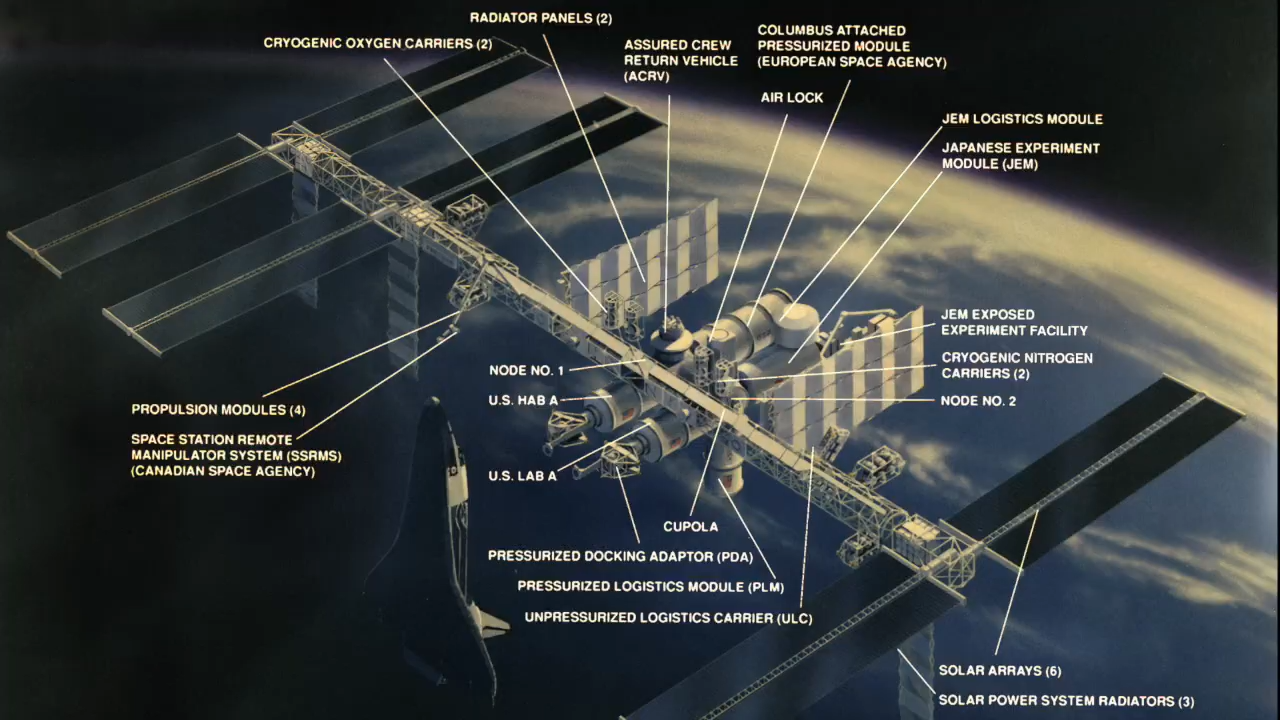 RADIATOR PANELS (2)
CRYOGENIC OXYGEN CARRIERS (2)
ASSURED CREW
RETURN VEHICLE
(ACRV)
COLUMBUS ATTACHED
PRESSURIZED MODULE
(EUROPEAN SPACE AGENCY)
AIR LOCK
JEM LOGISTICS MODULE
JAPANESE EXPERIMENT
MODULE (JEM)
JEM EXPOSED
EXPERIMENT FACILITY
CRYOGENIC NITROGEN
CARRIERS (2)
NODE NO. 2
NODE NO. 1
U.S. HAB A
PROPULSION MODULES (4)
SPACE STATION REMOTE
MANIPULATOR SYSTEM (SSRMS)
(CANADIAN SPACE AGENCY)
U.S. LAB A
CUPOLA
PRESSURIZED DOCKING ADAPTOR (PDA)
PRESSURIZED LOGISTICS MODULE (PLM)
UNPRESSURIZED LOGISTICS CARRIER (ULC)
SOLAR ARRAYS (6)
SOLAR POWER SYSTEM RADIATORS (3)